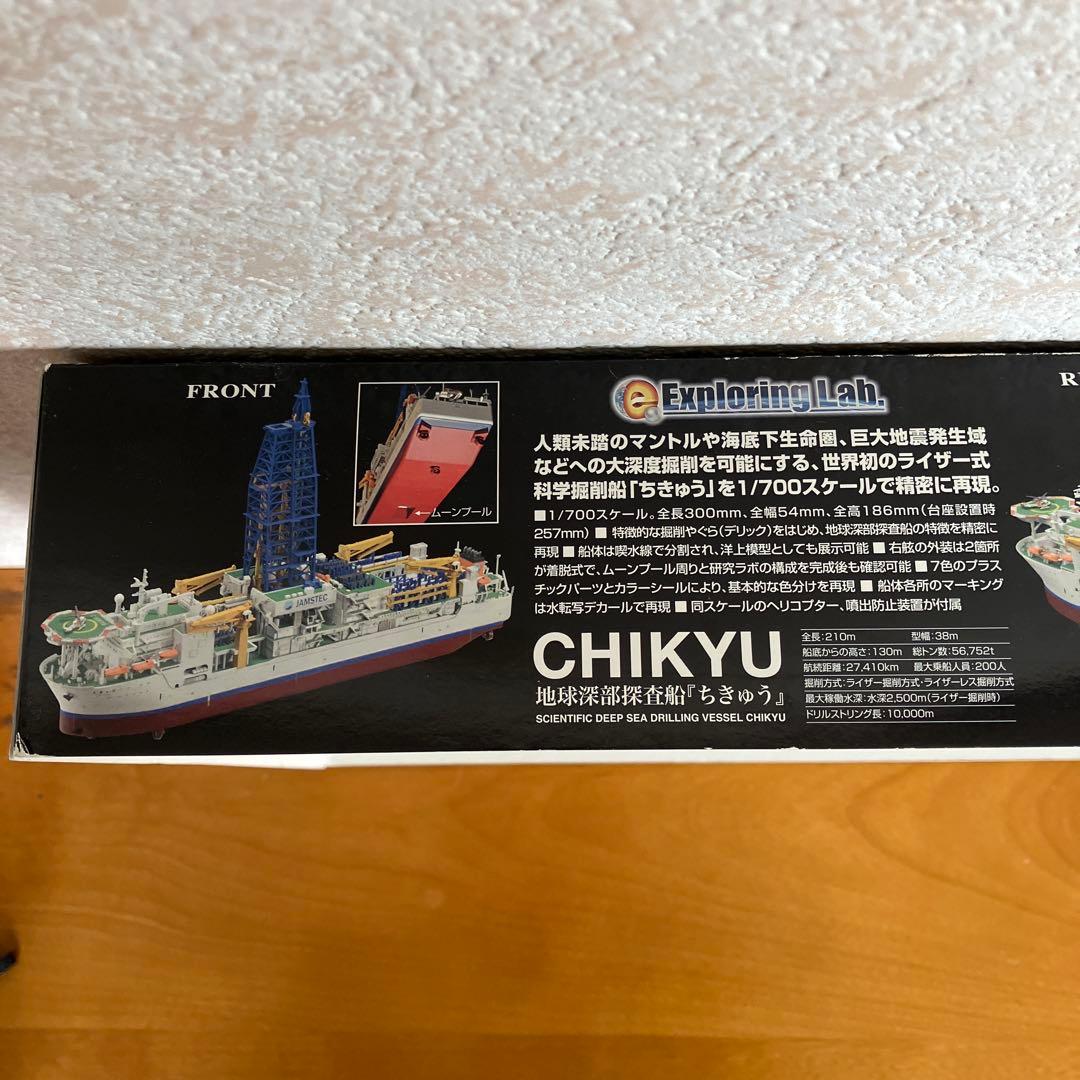 FRONT
←ムーンプール
JAMSTEC
e Exploring Lab.
人類未踏のマントルや海底下生命圏、巨大地震発生域
などへの大深度掘削を可能にする、世界初のライザー式
科学掘削船「ちきゅう」を1/700スケールで精密に再現。
■1/700スケール。全長300mm、全幅54mm、全高186mm(台座設置時
257mm) ■ 特徴的な掘削やぐら(デリック)をはじめ、地球深部探査船の特徴を精密に
再現 ■ 船体は喫水線で分割され、洋上模型としても展示可能 ■ 右舷の外装は2箇所
が着脱式で、ムーンプール周りと研究ラボの構成を完成後も確認可能 ■ 7色のプラス
チックパーツとカラーシールにより、基本的な色分けを再現 ■ 船体各所のマーキング
は水転写デカールで再現 ■ 同スケールのヘリコプター、噴出防止装置が付属
CHIKYU
地球深部探査船『ちきゅう』
SCIENTIFIC DEEP SEA DRILLING VESSEL CHIKYU
全長:210m 型幅:38m
船底からの高さ:130m 総トン数:56,752t
航続距離:27,410km 最大乗船人員:200人
掘削方式:ライザー掘削方式・ライザーレス掘削方式
最大稼働水深:水深2,500m(ライザー掘削時)
ドリルストリング長:10,000m